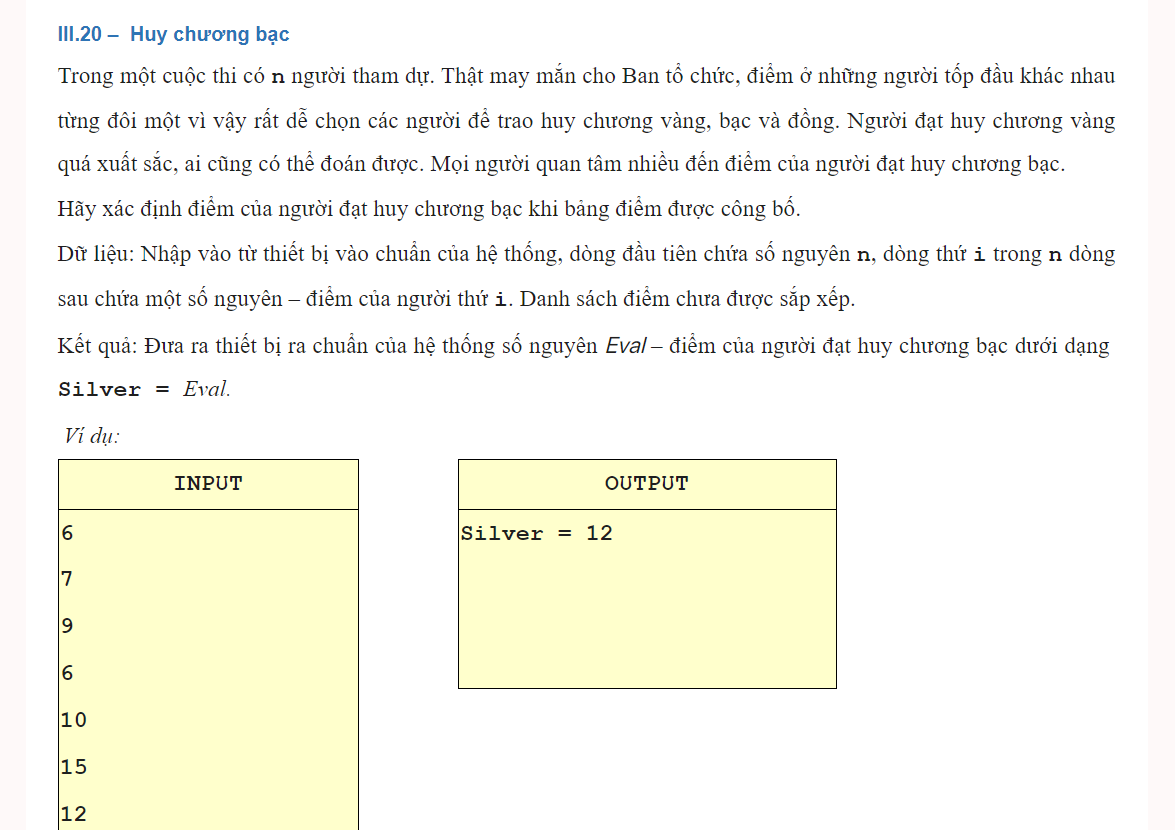 III.20 – Huy chương bạc
Trong một cuộc thi có n người tham dự. Thật may mắn cho Ban tổ chức, điểm ở những người tốp đầu khác nhau
từng đôi một vì vậy rất dễ chọn các người để trao huy chương vàng, bạc và đồng. Người đạt huy chương vàng
quá xuất sắc, ai cũng có thể đoán được. Mọi người quan tâm nhiều đến điểm của người đạt huy chương bạc.
Hãy xác định điểm của người đạt huy chương bạc khi bảng điểm được công bố.
Dữ liệu: Nhập vào từ thiết bị vào chuẩn của hệ thống, dòng đầu tiên chứa số nguyên n, dòng thứ i trong n dòng
sau chứa một số nguyên – điểm của người thứ i. Danh sách điểm chưa được sắp xếp.
Kết quả: Đưa ra thiết bị ra chuẩn của hệ thống số nguyên Eval – điểm của người đạt huy chương bạc dưới dạng
Silver = Eval.
Ví dụ:
INPUT
6
7
9
6
10
15
12
OUTPUT
Silver = 12